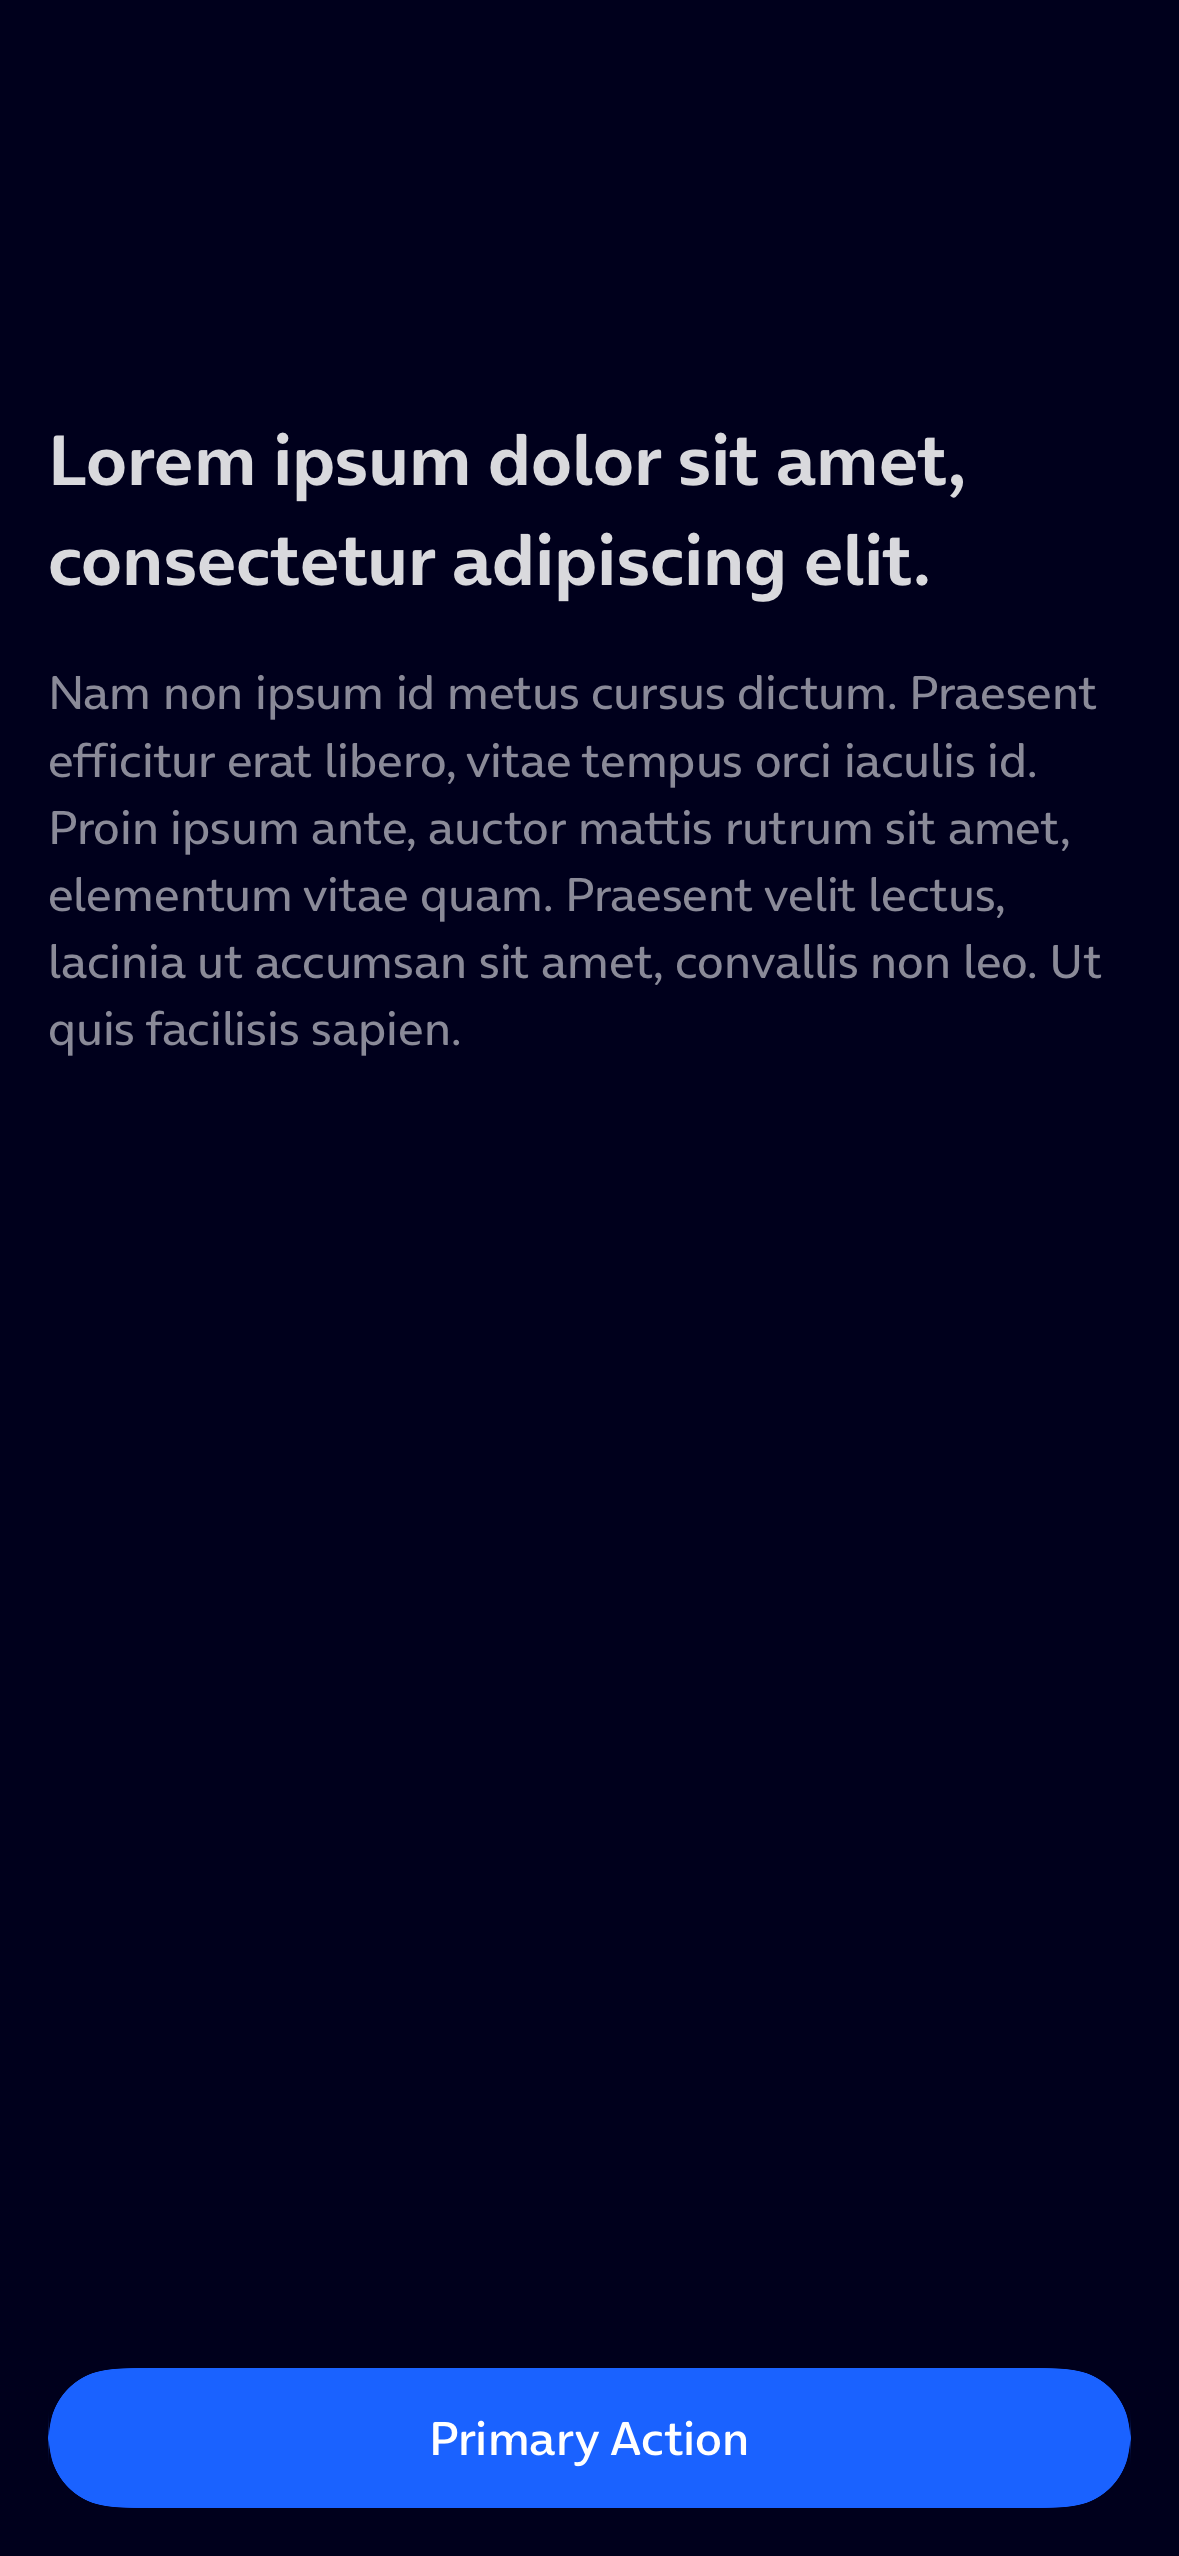 Lorem ipsum dolor sit amet,
consectetur adipiscing elit.
Nam non ipsum id metus cursus dictum. Praesent
efficitur erat libero, vitae tempus orci iaculis id.
Proin ipsum ante, auctor mattis rutrum sit amet,
elementum vitae quam. Praesent velit lectus,
lacinia ut accumsan sit amet, convallis non leo. Ut
quis facilisis sapien.
Primary Action